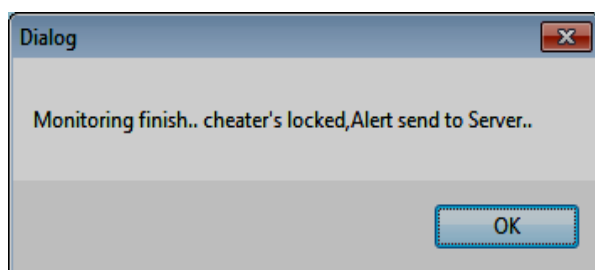 Dialog
Monitoring finish.. cheater's locked,Alert send to Server..
OK